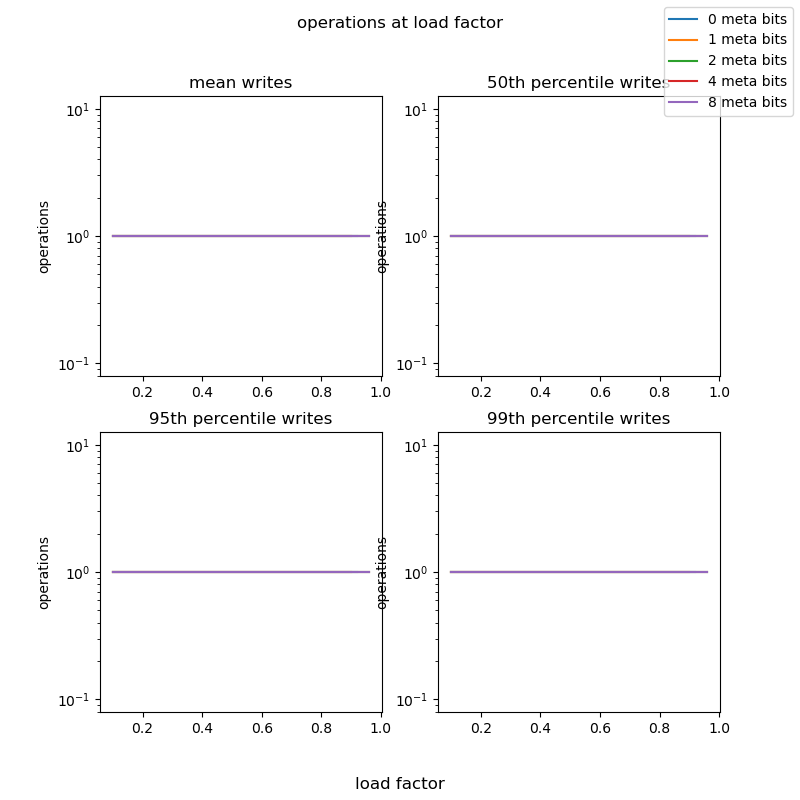 operations at load factor
0 meta bits
1 meta bits
2 meta bits
4 meta bits
8 meta bits
mean writes
50th percentile writes
operations
10¹
10⁰
10⁻¹
0.2 0.4 0.6 0.8 1.0
operations
10¹
10⁰
10⁻¹
0.2 0.4 0.6 0.8 1.0
95th percentile writes
99th percentile writes
operations
10¹
10⁰
10⁻¹
0.2 0.4 0.6 0.8 1.0
operations
10¹
10⁰
10⁻¹
0.2 0.4 0.6 0.8 1.0
load factor